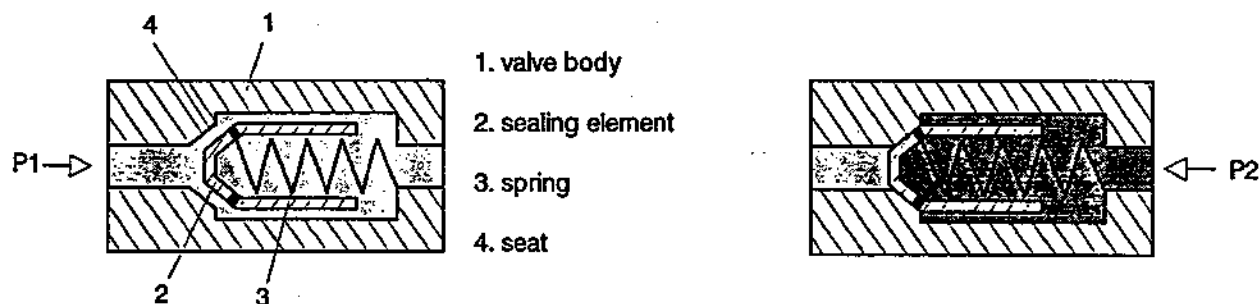 4 1
1. valve body
2. sealing element
P1
P2
3. spring
4. seat
2 3